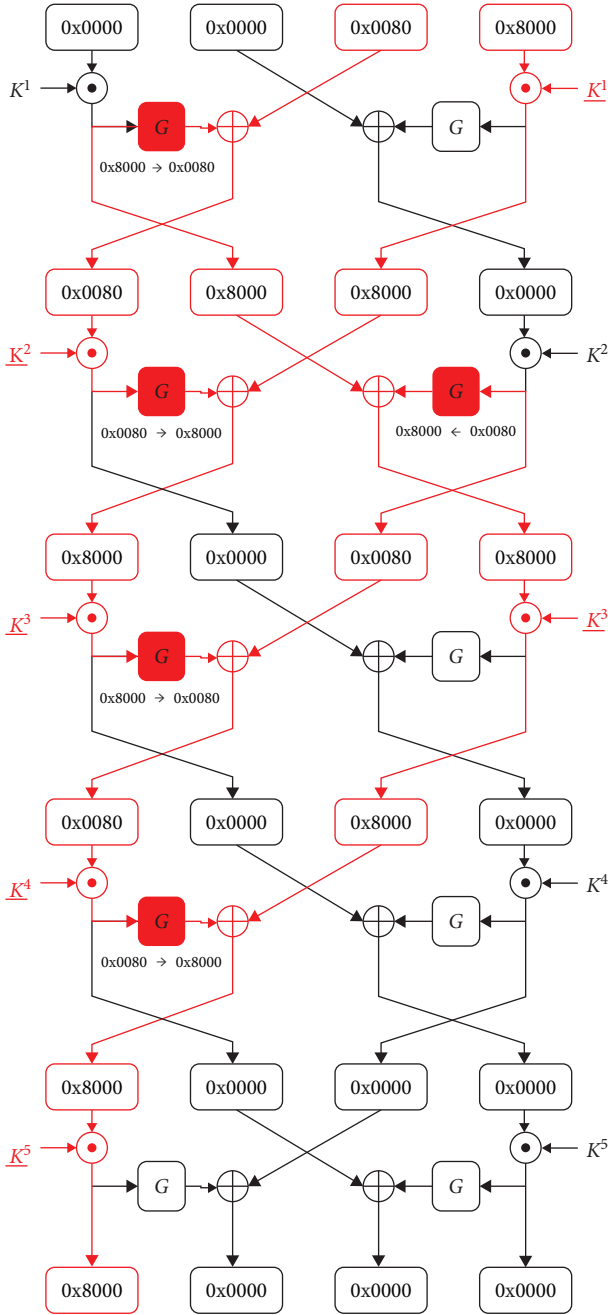 0x0000 0x0000 0x0080 0x8000
K¹ K¹
G G
0x8000 → 0x0080
0x0080 0x8000 0x8000 0x0000
K² K²
G G
0x0080 → 0x8000 0x8000 ← 0x0080
0x8000 0x0000 0x0080 0x8000
K³ K³
G G
0x8000 → 0x0080
0x0080 0x0000 0x8000 0x0000
K⁴ K⁴
G G
0x0080 → 0x8000
0x8000 0x0000 0x0000 0x0000
K⁵ K⁵
G G
0x8000 0x0000 0x0000 0x0000